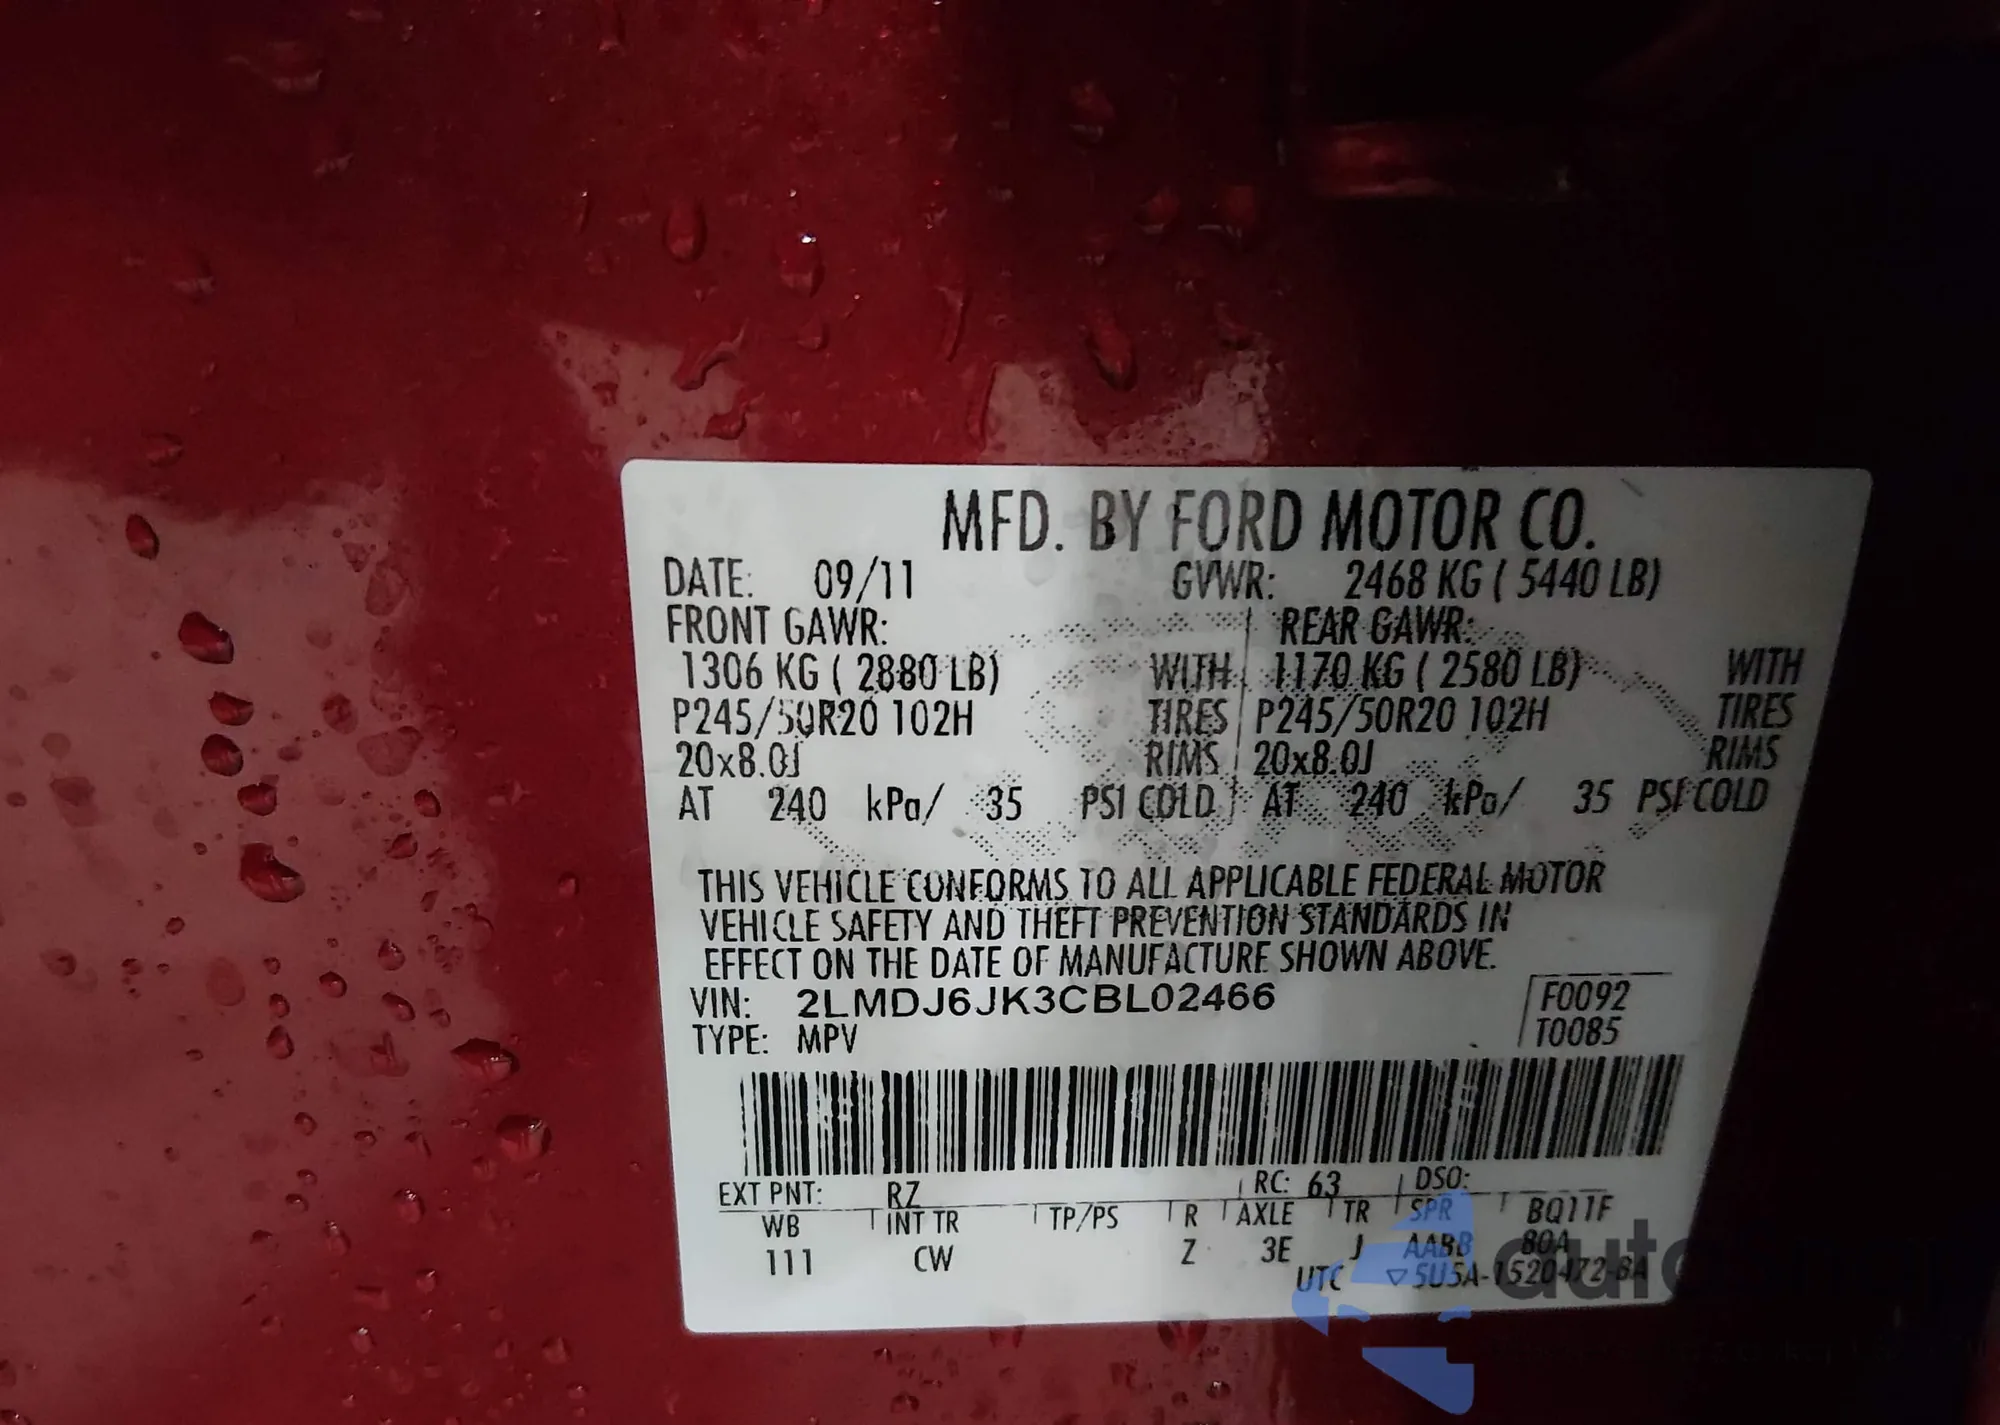 MFD. BY FORD MOTOR CO.
DATE: 09/11 GVWR: 2468 KG ( 5440 LB)
FRONT GAWR: REAR GAWR:
1306 KG ( 2880 LB) WITH 1170 KG ( 2580 LB) WITH
P245/50R20 102H TIRES P245/50R20 102H TIRES
20x8.0J RIMS 20x8.0J RIMS
AT 240 kPa/ 35 PSI COLD AT 240 kPa/ 35 PSI COLD
THIS VEHICLE CONFORMS TO ALL APPLICABLE FEDERAL MOTOR
VEHICLE SAFETY AND THEFT PREVENTION STANDARDS IN
EFFECT ON THE DATE OF MANUFACTURE SHOWN ABOVE.
VIN: 2LMDJ6JK3CBL02466 F0092
TYPE: MPV T0085
EXT PNT: RZ RC: 63 DSO:
WB INT TR TP/PS R AXLE TR SPR BQ11F
111 CW Z 3E J AABB 80A
UTC ▽5U5A-1520472-BA